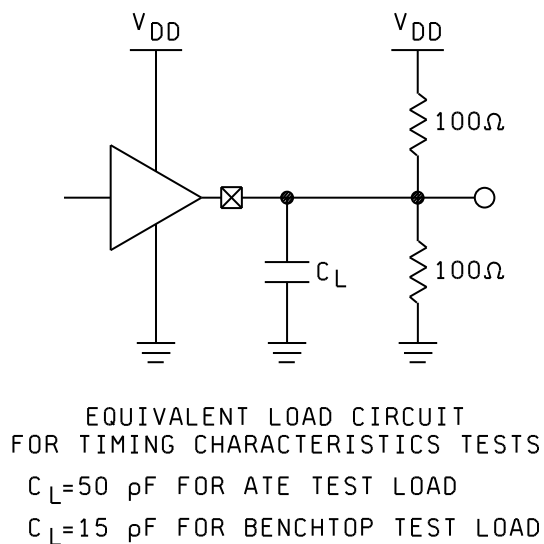 VDD
VDD
100Ω
CL
100Ω
EQUIVALENT LOAD CIRCUIT
FOR TIMING CHARACTERISTICS TESTS
CL=50 pF FOR ATE TEST LOAD
CL=15 pF FOR BENCHTOP TEST LOAD